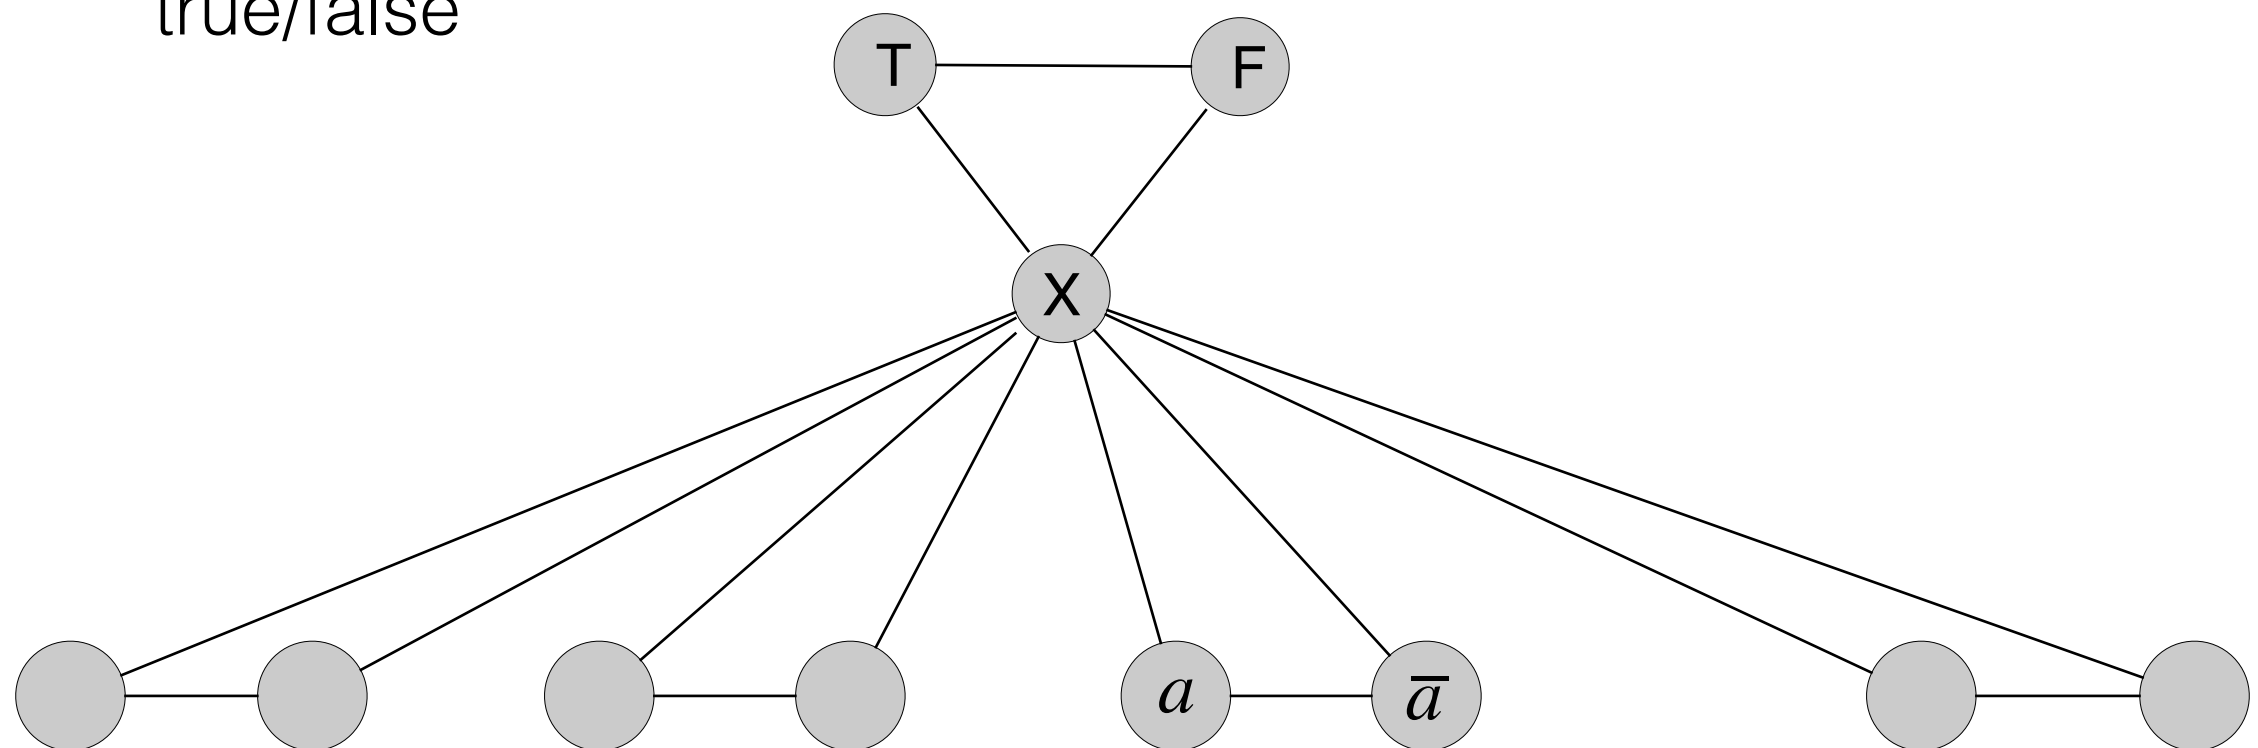 true/false
T F
X
a a̅